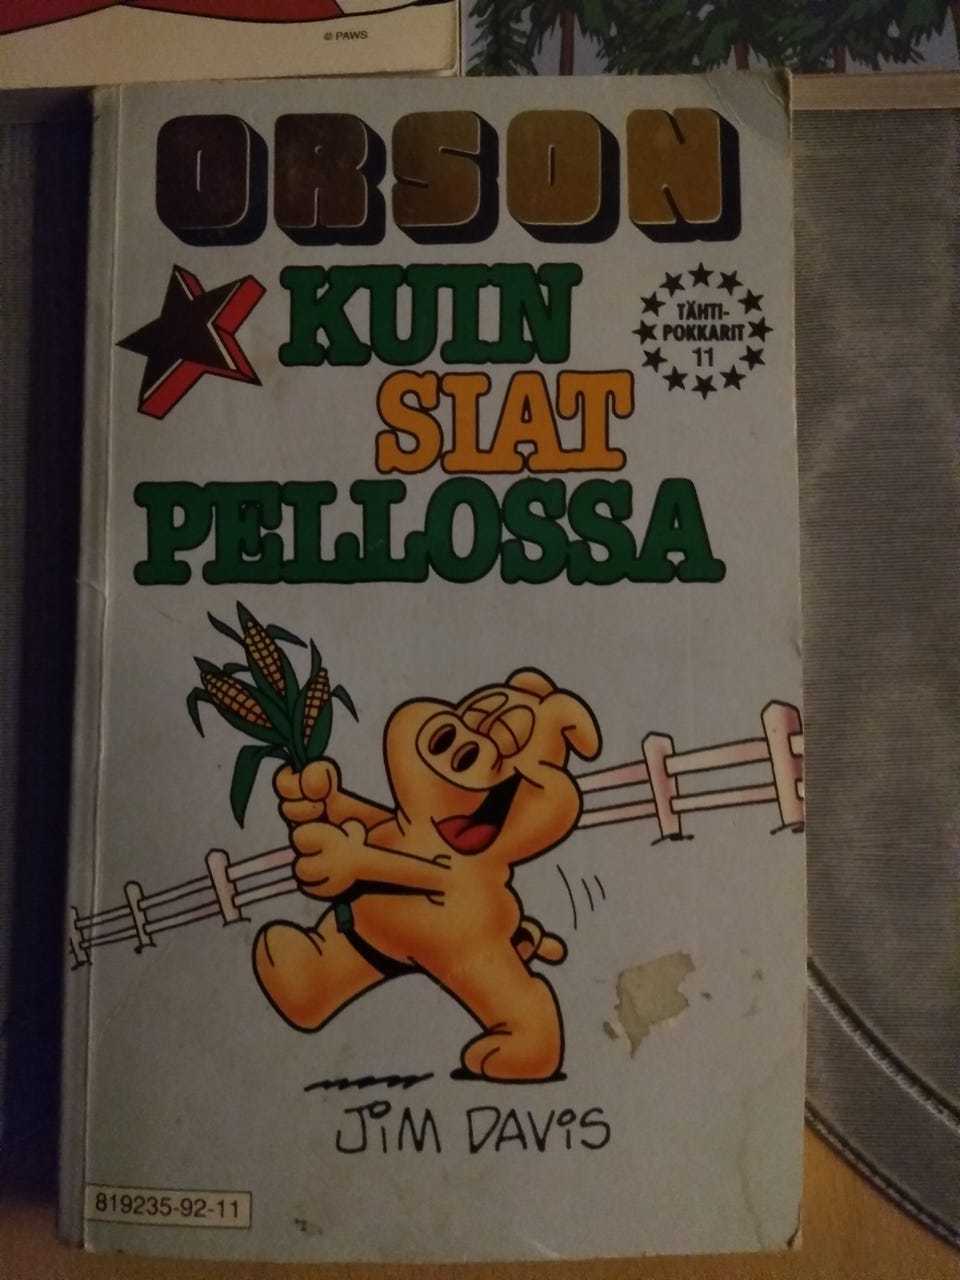 © PAWS
ORSON
KUIN
SIAT
PELLOSSA
TÄHTI-
POKKARIT
11
JIM DAVIS
819235-92-11